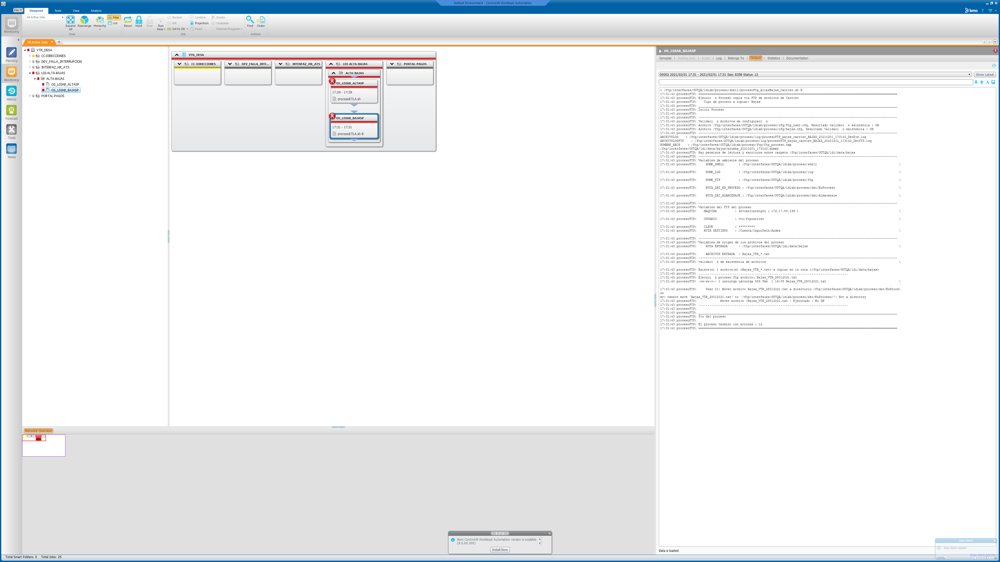 Default Environment - Control-M Workload Automation
File
Viewpoint
Tools
View
Analysis
bmc
?
All Active Jobs
Expand All
Rearrange
Hierarchy
Map
List
View
Rerun
Hold
Free
Run Now
Restart
Kill
Set to OK
Confirm
Projection
React
Delete
Undelete
External Programs
Job
Find
Order
Actions
Monitoring
Planning
Monitoring
History
Forecast
Tools
News
All Active Jobs
VTR_DESA
CC-DIRECCIONES
DEV_FALLA_INTERRUPCION
INTERFAZ_HR_ATS
LDI-ALTA-BAJAS
ALTA-BAJAS
OS_LDIAB_ALTASP
OS_LDIAB_BAJASP
PORTAL-PAGOS
VTR_DESA
CC-DIRECCIONES
DEV_FALLA_INTE...
INTERFAZ_HR_ATS
LDI-ALTA-BAJAS
PORTAL-PAGOS
ALTA-BAJAS
OS_LDIAB_ALTASP
17:29 - 17:29
procesoETLA.sh
OS_LDIAB_BAJASP
17:31 - 17:31
procesoETLA.sh B
OS_LDIAB_BAJASP
Synopsis | Waiting Info | Script | Log | Belongs To | Output | Statistics | Documentation
00002 2021/02/01 17:31 - 2021/02/01 17:31 Size: 6358 Status: 12
Show Latest
+ /ftp/interfaces/OUTQA/ldiab/proceso/shell/procesoFtp_AltasBajas_Carrier.sh B
17:31:43 procesoFTP: ==========================================================================================
17:31:43 procesoFTP: Ejecuci  n Proceso copia via FTP de archivos de Carrier
17:31:43 procesoFTP:    Tipo de proceco a copiar: Bajas
17:31:43 procesoFTP: __________________________________________________________________________________________
17:31:43 procesoFTP: Inicio Proceso
17:31:43 procesoFTP:
17:31:43 procesoFTP: ------------------------------------------------------------------------------------------
17:31:43 procesoFTP: Validaci  n Archivos de configuraci  n
17:31:43 procesoFTP: Archivo /ftp/interfaces/OUTQA/ldiab/proceso/cfg/ftp_user.cfg. Resultado validaci  n existencia : OK
17:31:43 procesoFTP: Archivo /ftp/interfaces/OUTQA/ldiab/proceso/cfg/bajas.cfg. Resultado validaci  n existencia : OK
17:31:43 procesoFTP: ------------------------------------------------------------------------------------------
ARCHIVOLOG    : /ftp/interfaces/OUTQA/ldiab/proceso/log/procesoFTP_bajas_carrier_BAJAS_20210201_173143_DetEje.log
ARCHIVOLOGFTP    : /ftp/interfaces/OUTQA/ldiab/proceso/log/procesoFTP_bajas_carrier_BAJAS_20210201_173143_DetFTP.log
NOMBRE_ARCH    : /ftp/interfaces/OUTQA/ldiab/proceso/ftp/ftp_proceso.tmp
/ftp/interfaces/OUTQA/ldi/data/bajas/prueba_20210201_173143.dummy
17:31:43 procesoFTP: Hay permisos de lectura y escritura sobre carpeta /ftp/interfaces/OUTQA/ldi/data/bajas
17:31:43 procesoFTP: ------------------------------------------------------------------------------------------
17:31:43 procesoFTP: Variables de ambiente del proceso
17:31:43 procesoFTP:     HOME_SHELL        : /ftp/interfaces/OUTQA/ldiab/proceso/shell \
17:31:43 procesoFTP:     HOME_LOG          : /ftp/interfaces/OUTQA/ldiab/proceso/log \
17:31:43 procesoFTP:     HOME_FTP          : /ftp/interfaces/OUTQA/ldiab/proceso/ftp \
17:31:43 procesoFTP:     RUTA_DAT_EN_PROCESO : /ftp/interfaces/OUTQA/ldiab/proceso/dat/EnProceso \
17:31:43 procesoFTP:     RUTA_DAT_ALMACENAJE : /ftp/interfaces/OUTQA/ldiab/proceso/dat/Almacenaje \
17:31:43 procesoFTP: ------------------------------------------------------------------------------------------
17:31:43 procesoFTP: Variables del FTP del proceso
17:31:43 procesoFTP:    MAQUINA          : srvcarrierstg02 ( 172.17.58.199 ) \
17:31:43 procesoFTP:    USUARIO          : vtr/ftpcarrier \
17:31:43 procesoFTP:    CLAVE            : *********
17:31:43 procesoFTP:    RUTA DESTINOO    : /Cuenta/InputPath/Andes \
17:31:43 procesoFTP: ------------------------------------------------------------------------------------------
17:31:43 procesoFTP: Variables de origen de los archivos del proceso
17:31:43 procesoFTP:     RUTA ENTRADA      : /ftp/interfaces/OUTQA/ldi/data/bajas \
17:31:43 procesoFTP:     ARCHIVOS ENTRADA  : Bajas_VTR_*.txt
17:31:43 procesoFTP: ------------------------------------------------------------------------------------------
17:31:43 procesoFTP: validaci  n de existencia de archivos \
17:31:43 procesoFTP: Existe(n) 1 archivo(s) <Bajas_VTR_*.txt> a copiar en la ruta </ftp/interfaces/OUTQA/ldi/data/bajas>
17:31:43 procesoFTP: ................................................................................
17:31:43 procesoFTP: Ejecuci  n proceso ftp archivo: Bajas_VTR_28012021.txt
17:31:43 procesoFTP: -rw-rw-r-- 1 usroutqa usroutqa 559 Feb  1 16:35 Bajas_VTR_28012021.txt \
17:31:43 procesoFTP:     Paso 01: Mover archivo Bajas_VTR_28012021.txt a directorio /ftp/interfaces/OUTQA/ldiab/proceso/dat/EnProce\
so
mv: cannot move `Bajas_VTR_28012021.txt' to `/ftp/interfaces/OUTQA/ldiab/proceso/dat/EnProceso/': Not a directory
17:31:43 procesoFTP:             Mover archivo :Bajas_VTR_28012021.txt - Ejecutado : No OK
17:31:43 procesoFTP: ................................................................................
17:31:43 procesoFTP:
17:31:43 procesoFTP: __________________________________________________________________________________________
17:31:43 procesoFTP: Fin del proceso
17:31:43 procesoFTP:
17:31:43 procesoFTP: El proceso termino con errores : 12
17:31:43 procesoFTP: ==========================================================================================
Data is loaded
Network Overview
1 / 1
New Control-M Workload Automation version is available
(9.0.00.300)
Install Now
New Alerts
New Alerts added
Show Alerts Monitor
100%
Total Smart Folders: 0 Total Jobs: 25